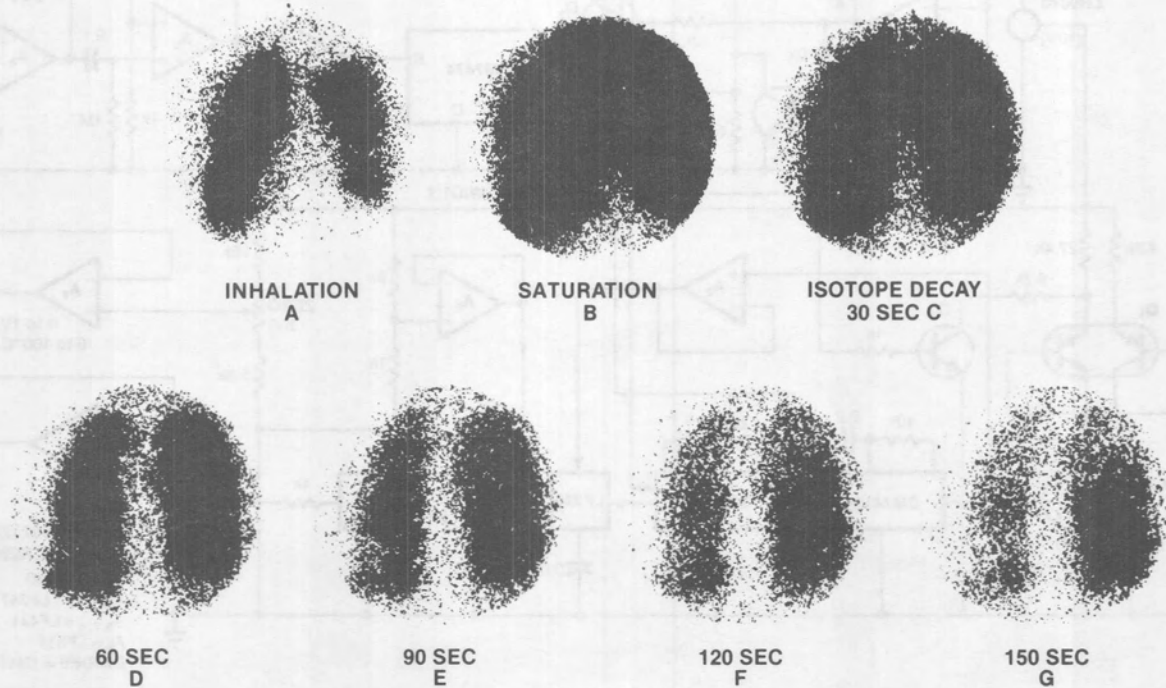 INHALATION
A
SATURATION
B
ISOTOPE DECAY
30 SEC C
60 SEC
D
90 SEC
E
120 SEC
F
150 SEC
G